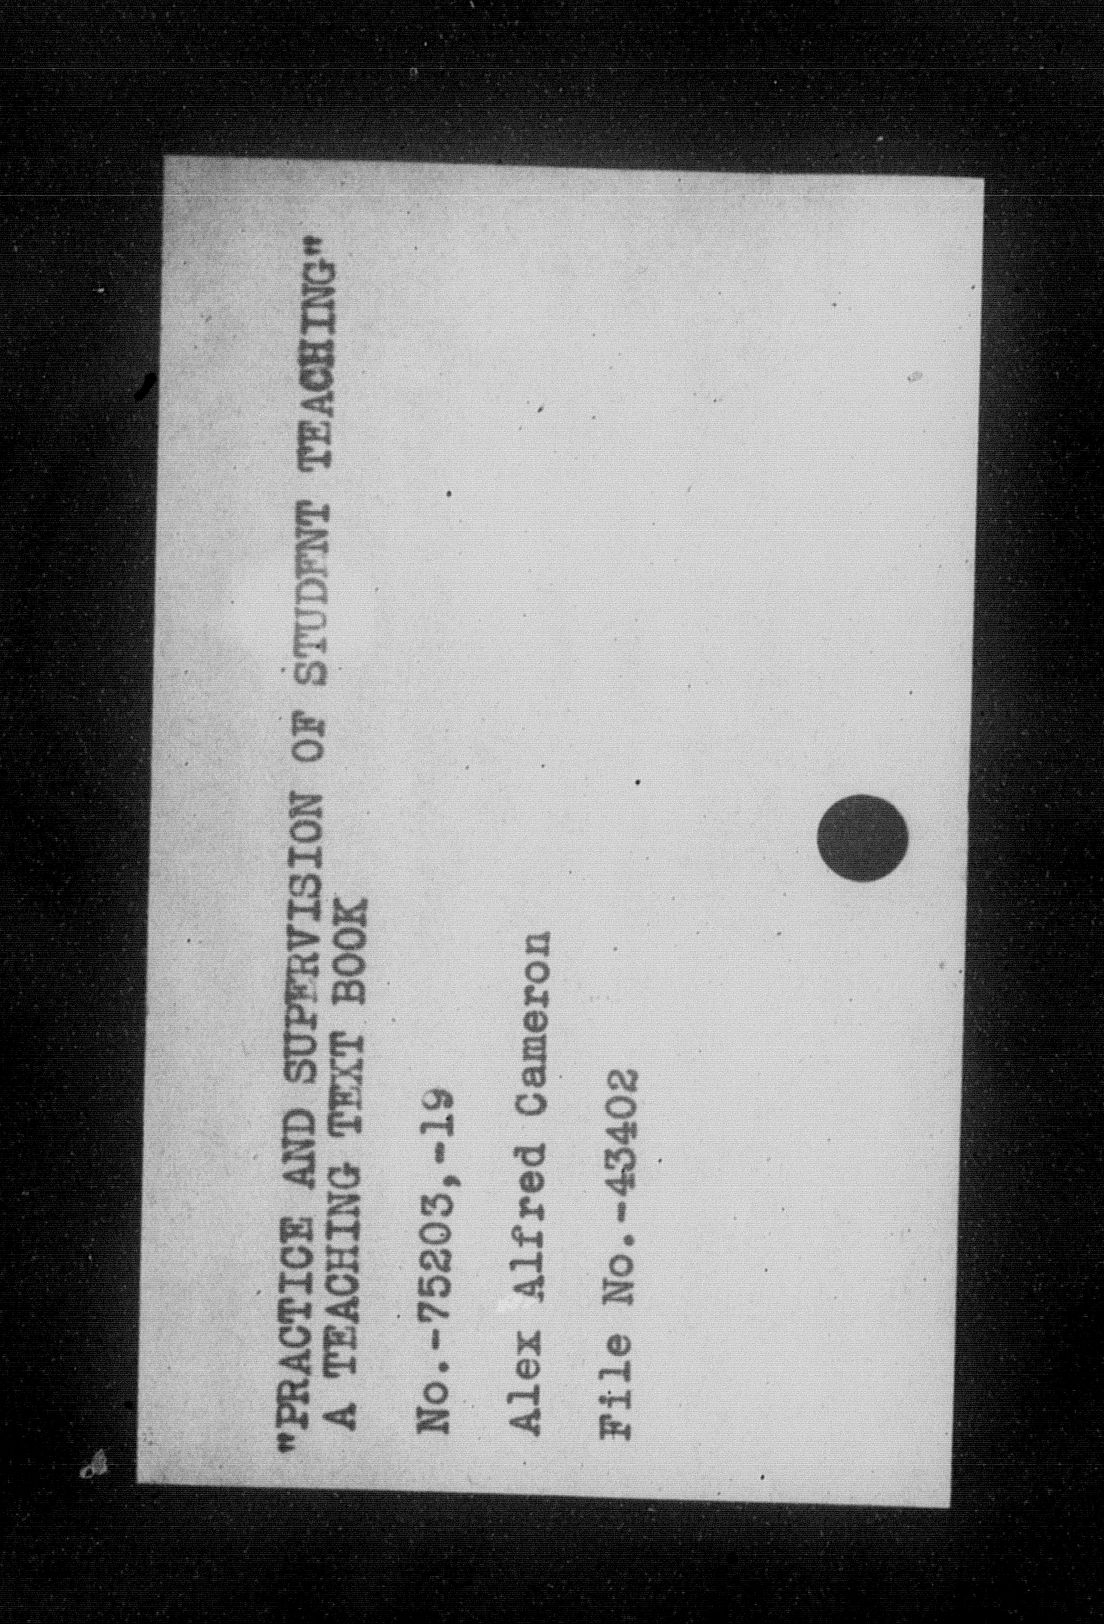 "PRACTICE AND SUPERVISION OF STUDENT TEACHING"
A TEACHING TEXT BOOK
No.-75203,-19
Alex Alfred Cameron
File No.-43402